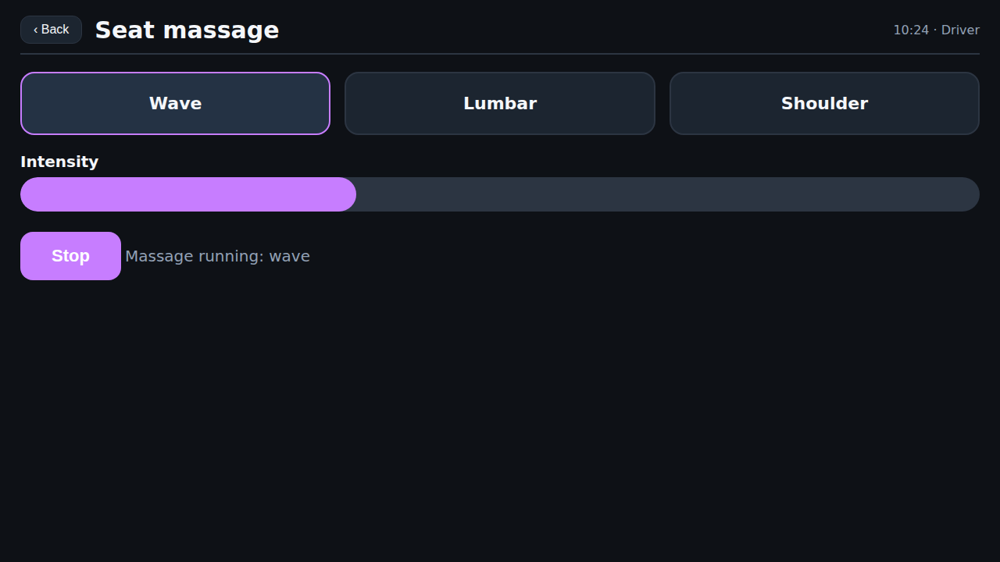 ‹ Back
Seat massage
10:24 · Driver
Wave
Lumbar
Shoulder
Intensity
Stop
Massage running: wave